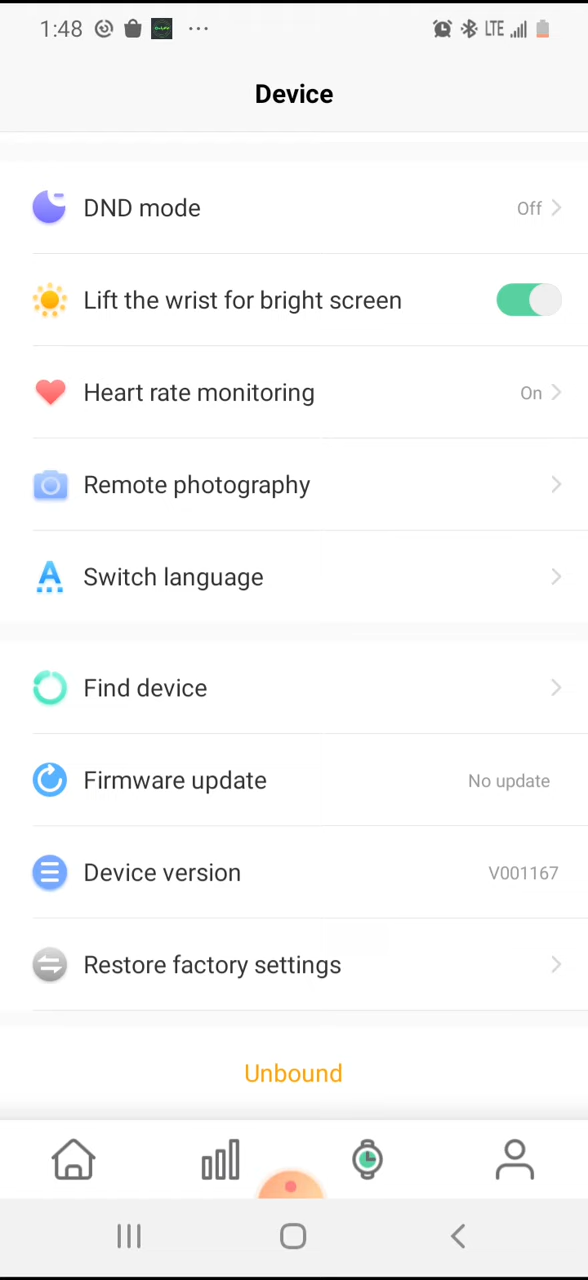 1:48 LTE
Device
DND mode Off
Lift the wrist for bright screen
Heart rate monitoring On
Remote photography
Switch language
Find device
Firmware update No update
Device version V001167
Restore factory settings
Unbound